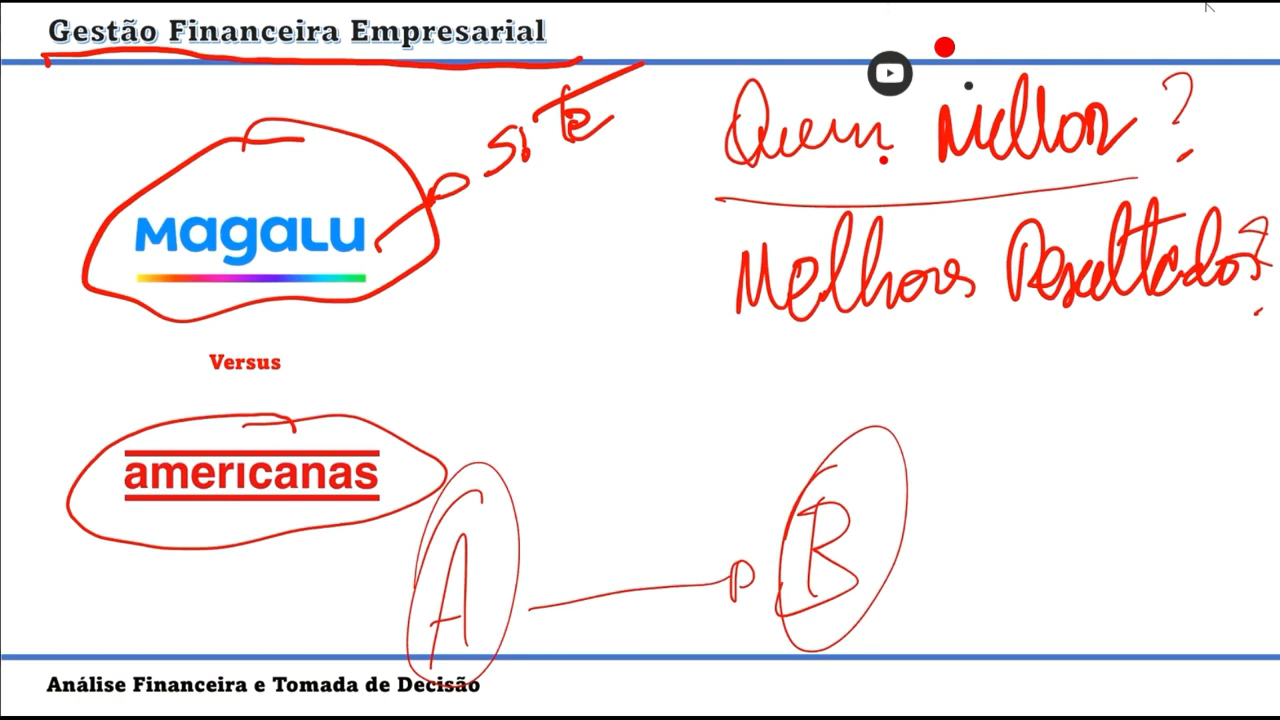 Gestão Financeira Empresarial
site
Quem Melhor?
Magalu
Melhores Resultados?
Versus
americanas
A
B
Análise Financeira e Tomada de Decisão